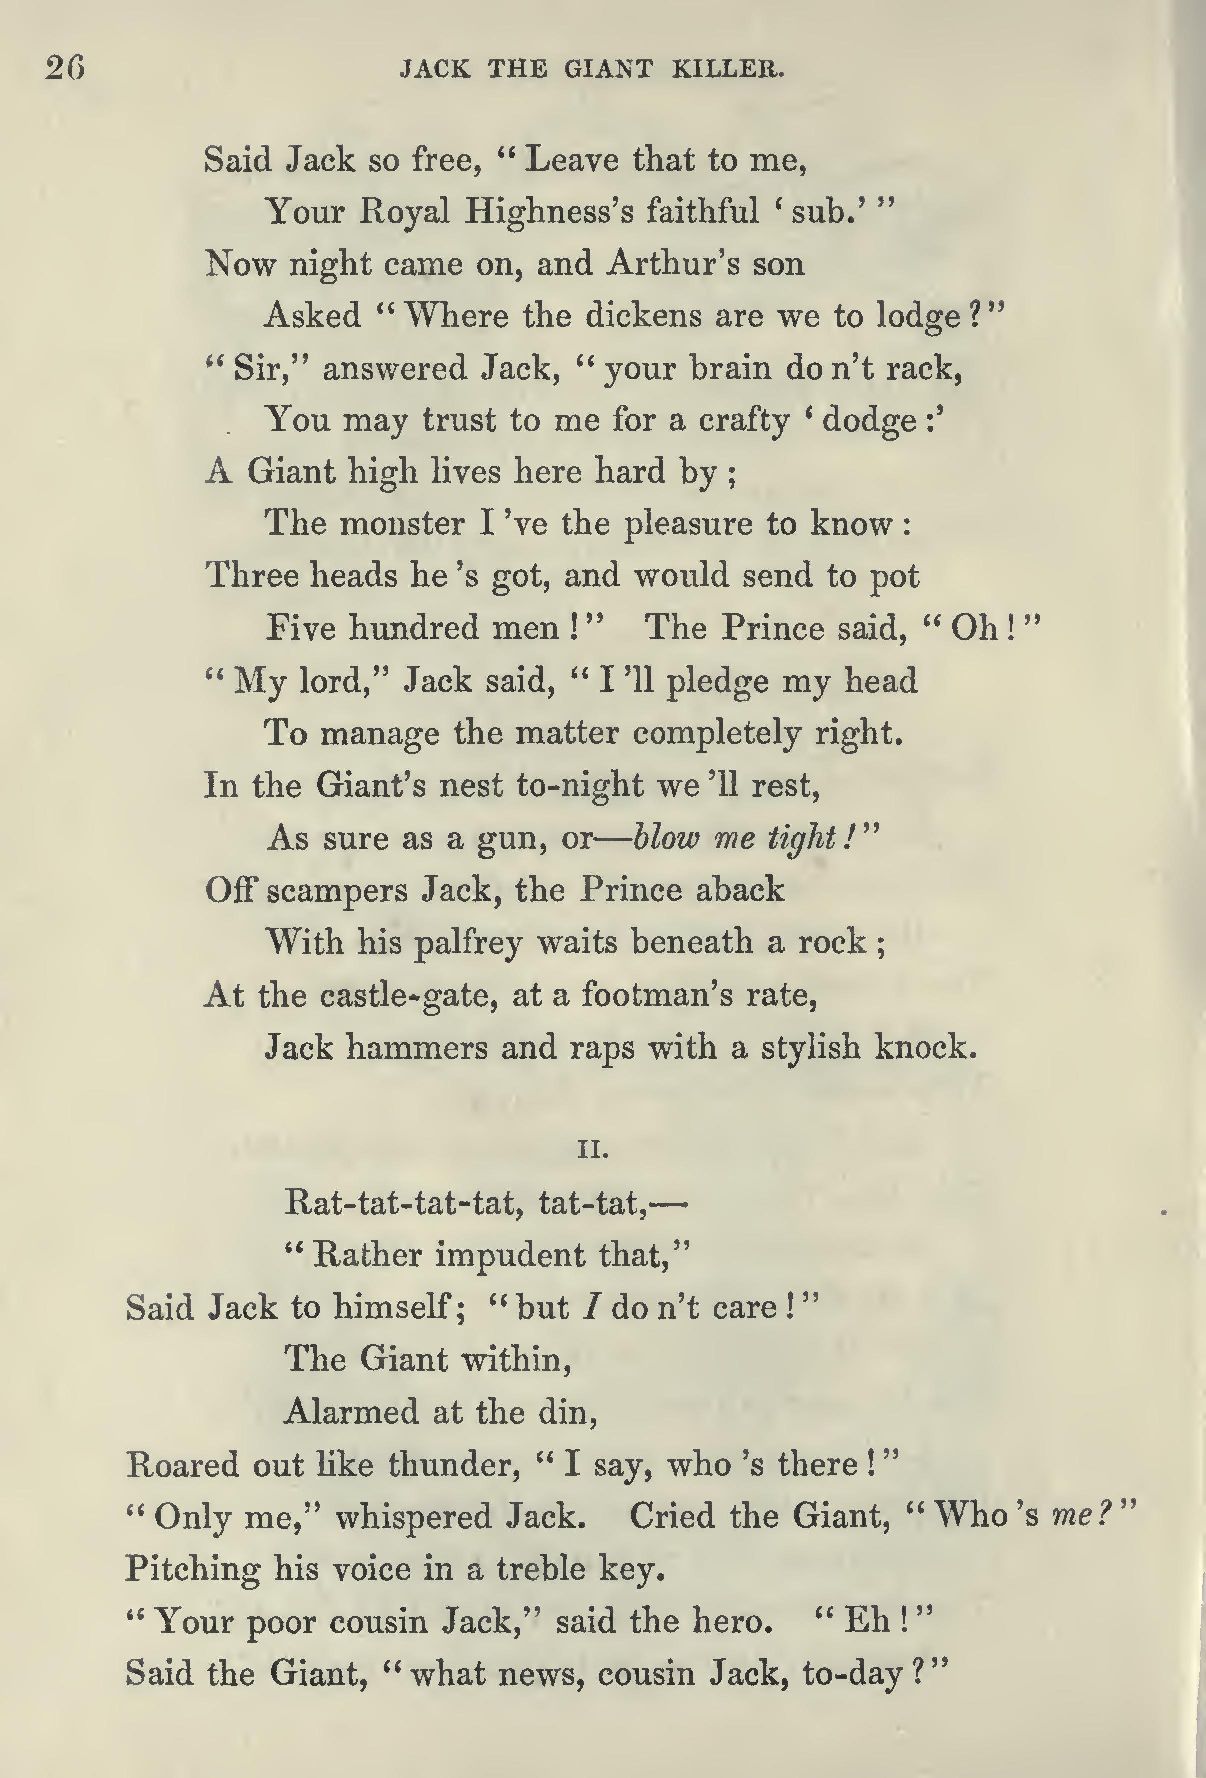 26 JACK THE GIANT KILLER.
Said Jack so free, “ Leave that to me,
Your Royal Highness’s faithful ‘ sub.’ ”
Now night came on, and Arthur’s son
Asked “ Where the dickens are we to lodge ? ”
“ Sir,” answered Jack, “ your brain do n’t rack,
You may trust to me for a crafty ‘ dodge :’
A Giant high lives here hard by ;
The monster I ’ve the pleasure to know :
Three heads he ’s got, and would send to pot
Five hundred men ! ” The Prince said, “ Oh ! ”
“ My lord,” Jack said, “ I ’ll pledge my head
To manage the matter completely right.
In the Giant’s nest to-night we ’ll rest,
As sure as a gun, or—blow me tight ! ”
Off scampers Jack, the Prince aback
With his palfrey waits beneath a rock ;
At the castle-gate, at a footman’s rate,
Jack hammers and raps with a stylish knock.
II.
Rat-tat-tat-tat, tat-tat,—
“ Rather impudent that,”
Said Jack to himself ; “ but I do n’t care ! ”
The Giant within,
Alarmed at the din,
Roared out like thunder, “ I say, who ’s there ! ”
“ Only me,” whispered Jack. Cried the Giant, “ Who ’s me ? ”
Pitching his voice in a treble key.
“ Your poor cousin Jack,” said the hero. “ Eh ! ”
Said the Giant, “ what news, cousin Jack, to-day ? ”